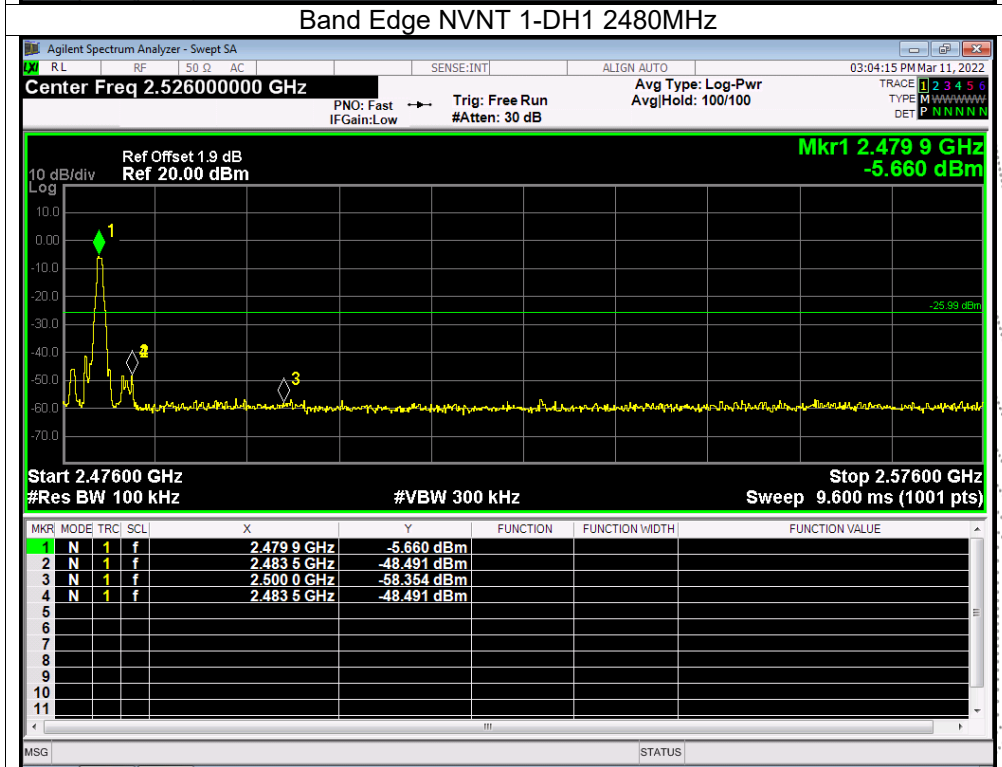 Band Edge NVNT 1-DH1 2480MHz
Agilent Spectrum Analyzer - Swept SA
LXI RL RF 50 Ω AC SENSE:INT ALIGN AUTO 03:04:15 PM Mar 11, 2022
Center Freq 2.526000000 GHz Avg Type: Log-Pwr TRACE 1 2 3 4 5 6
PNO: Fast Trig: Free Run Avg|Hold: 100/100 TYPE M WWWWW
IFGain:Low #Atten: 30 dB DET P N N N N N
Mkr1 2.479 9 GHz
Ref Offset 1.9 dB
10 dB/div Ref 20.00 dBm -5.660 dBm
Log
10.0
1
0.00
-10.0
-20.0
-25.99 dBm
-30.0
-40.0
-50.0
3
-60.0
-70.0
Start 2.47600 GHz Stop 2.57600 GHz
#Res BW 100 kHz #VBW 300 kHz Sweep 9.600 ms (1001 pts)
MKR MODE TRC SCL X Y FUNCTION FUNCTION WIDTH FUNCTION VALUE
1 N 1 f 2.479 9 GHz -5.660 dBm
2 N 1 f 2.483 5 GHz -48.491 dBm
3 N 1 f 2.500 0 GHz -58.354 dBm
4 N 1 f 2.483 5 GHz -48.491 dBm
5
6
7
8
9
10
11
MSG STATUS